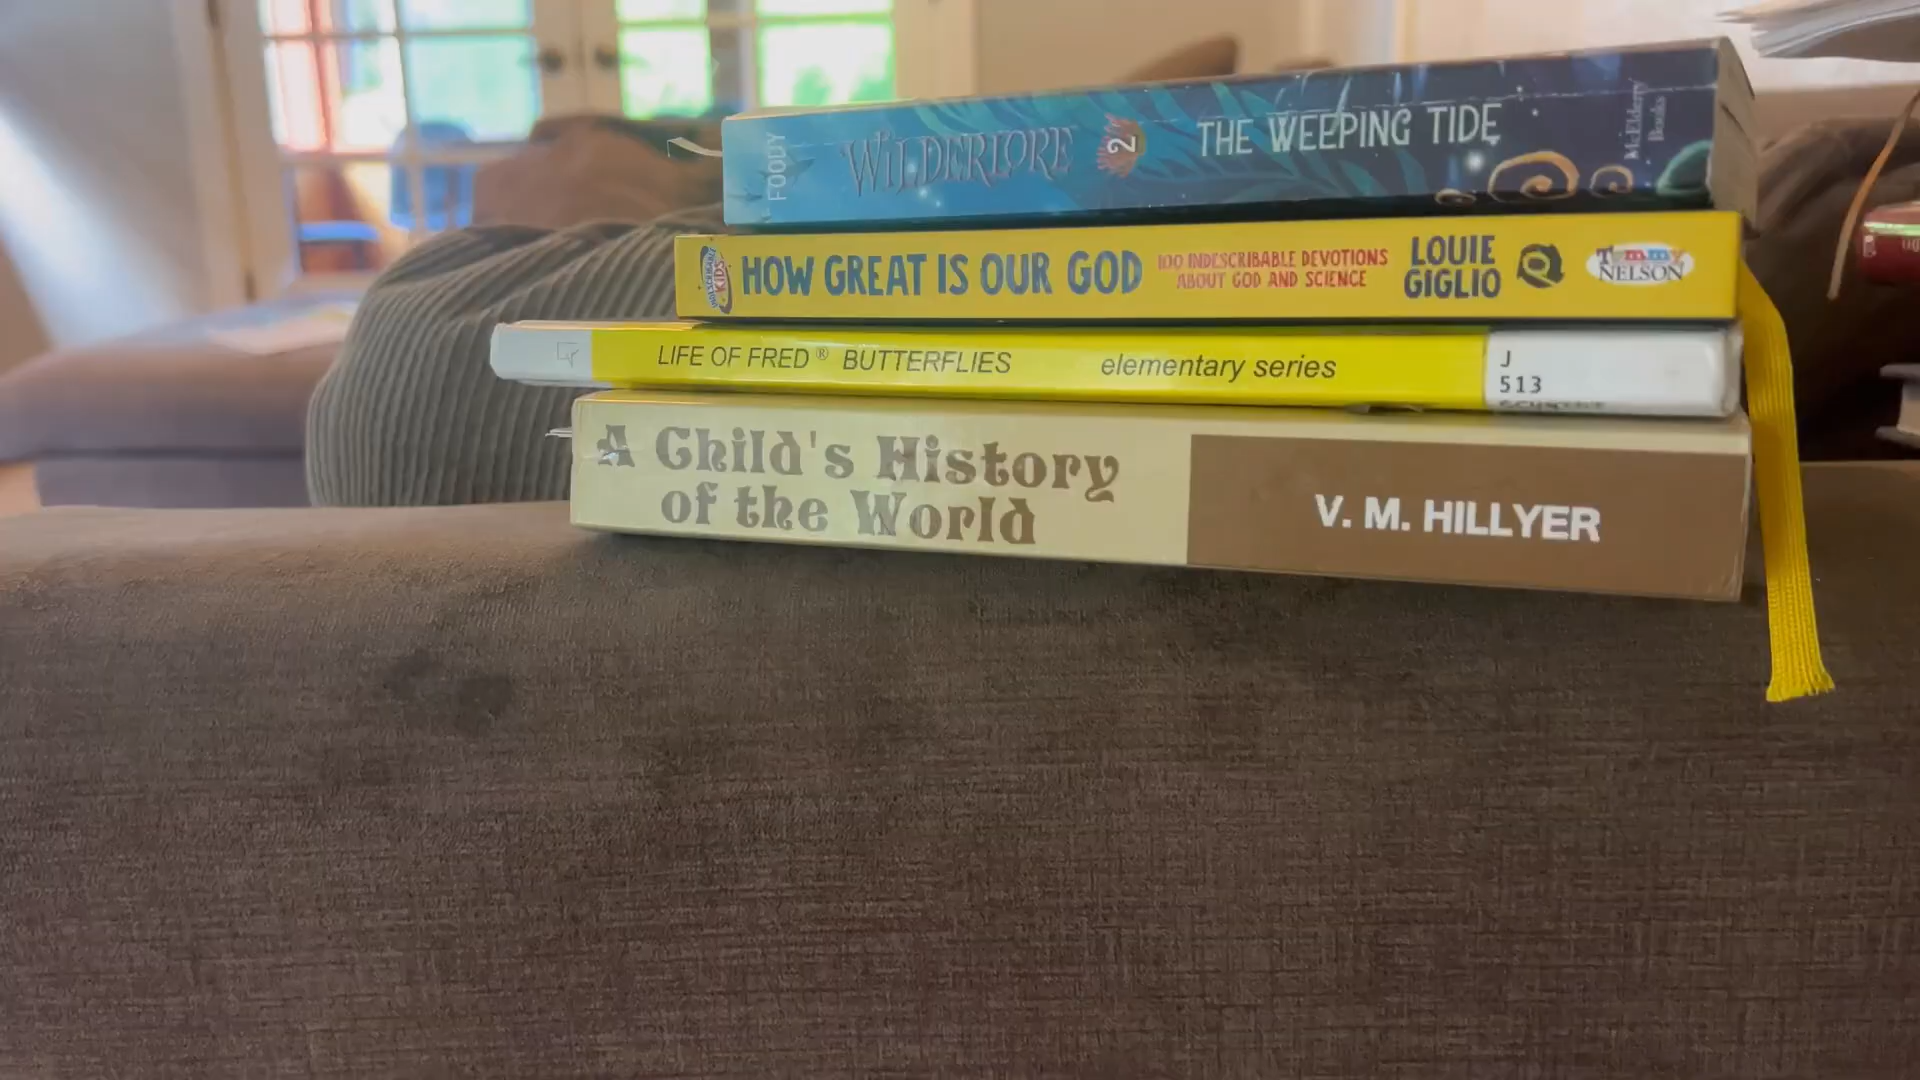 FOODY WILDERLORE 2 THE WEEPING TIDE McElderry Books
INDESCRIBABLE KIDS HOW GREAT IS OUR GOD 100 INDESCRIBABLE DEVOTIONS ABOUT GOD AND SCIENCE LOUIE GIGLIO Tommy NELSON
LIFE OF FRED® BUTTERFLIES elementary series
J
513
A Child's History
of the World
V. M. HILLYER